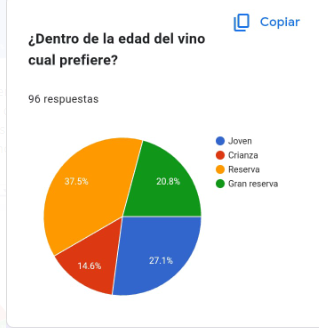 Copiar
¿Dentro de la edad del vino
cual prefiere?
96 respuestas
Joven
Crianza
Reserva
Gran reserva
37.5%
20.8%
14.6%
27.1%